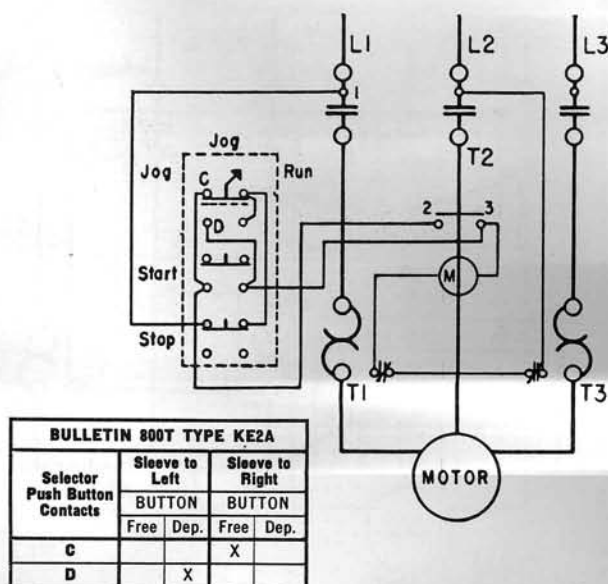 L1
L2
L3
1
T2
Jog
Jog
Run
C
D
2
3
M
Start
Stop
T1
T3
MOTOR
BULLETIN 800T TYPE KE2A
Selector Push Button Contacts
Sleeve to Left
Sleeve to Right
BUTTON
BUTTON
Free
Dep.
Free
Dep.
C
X
D
X